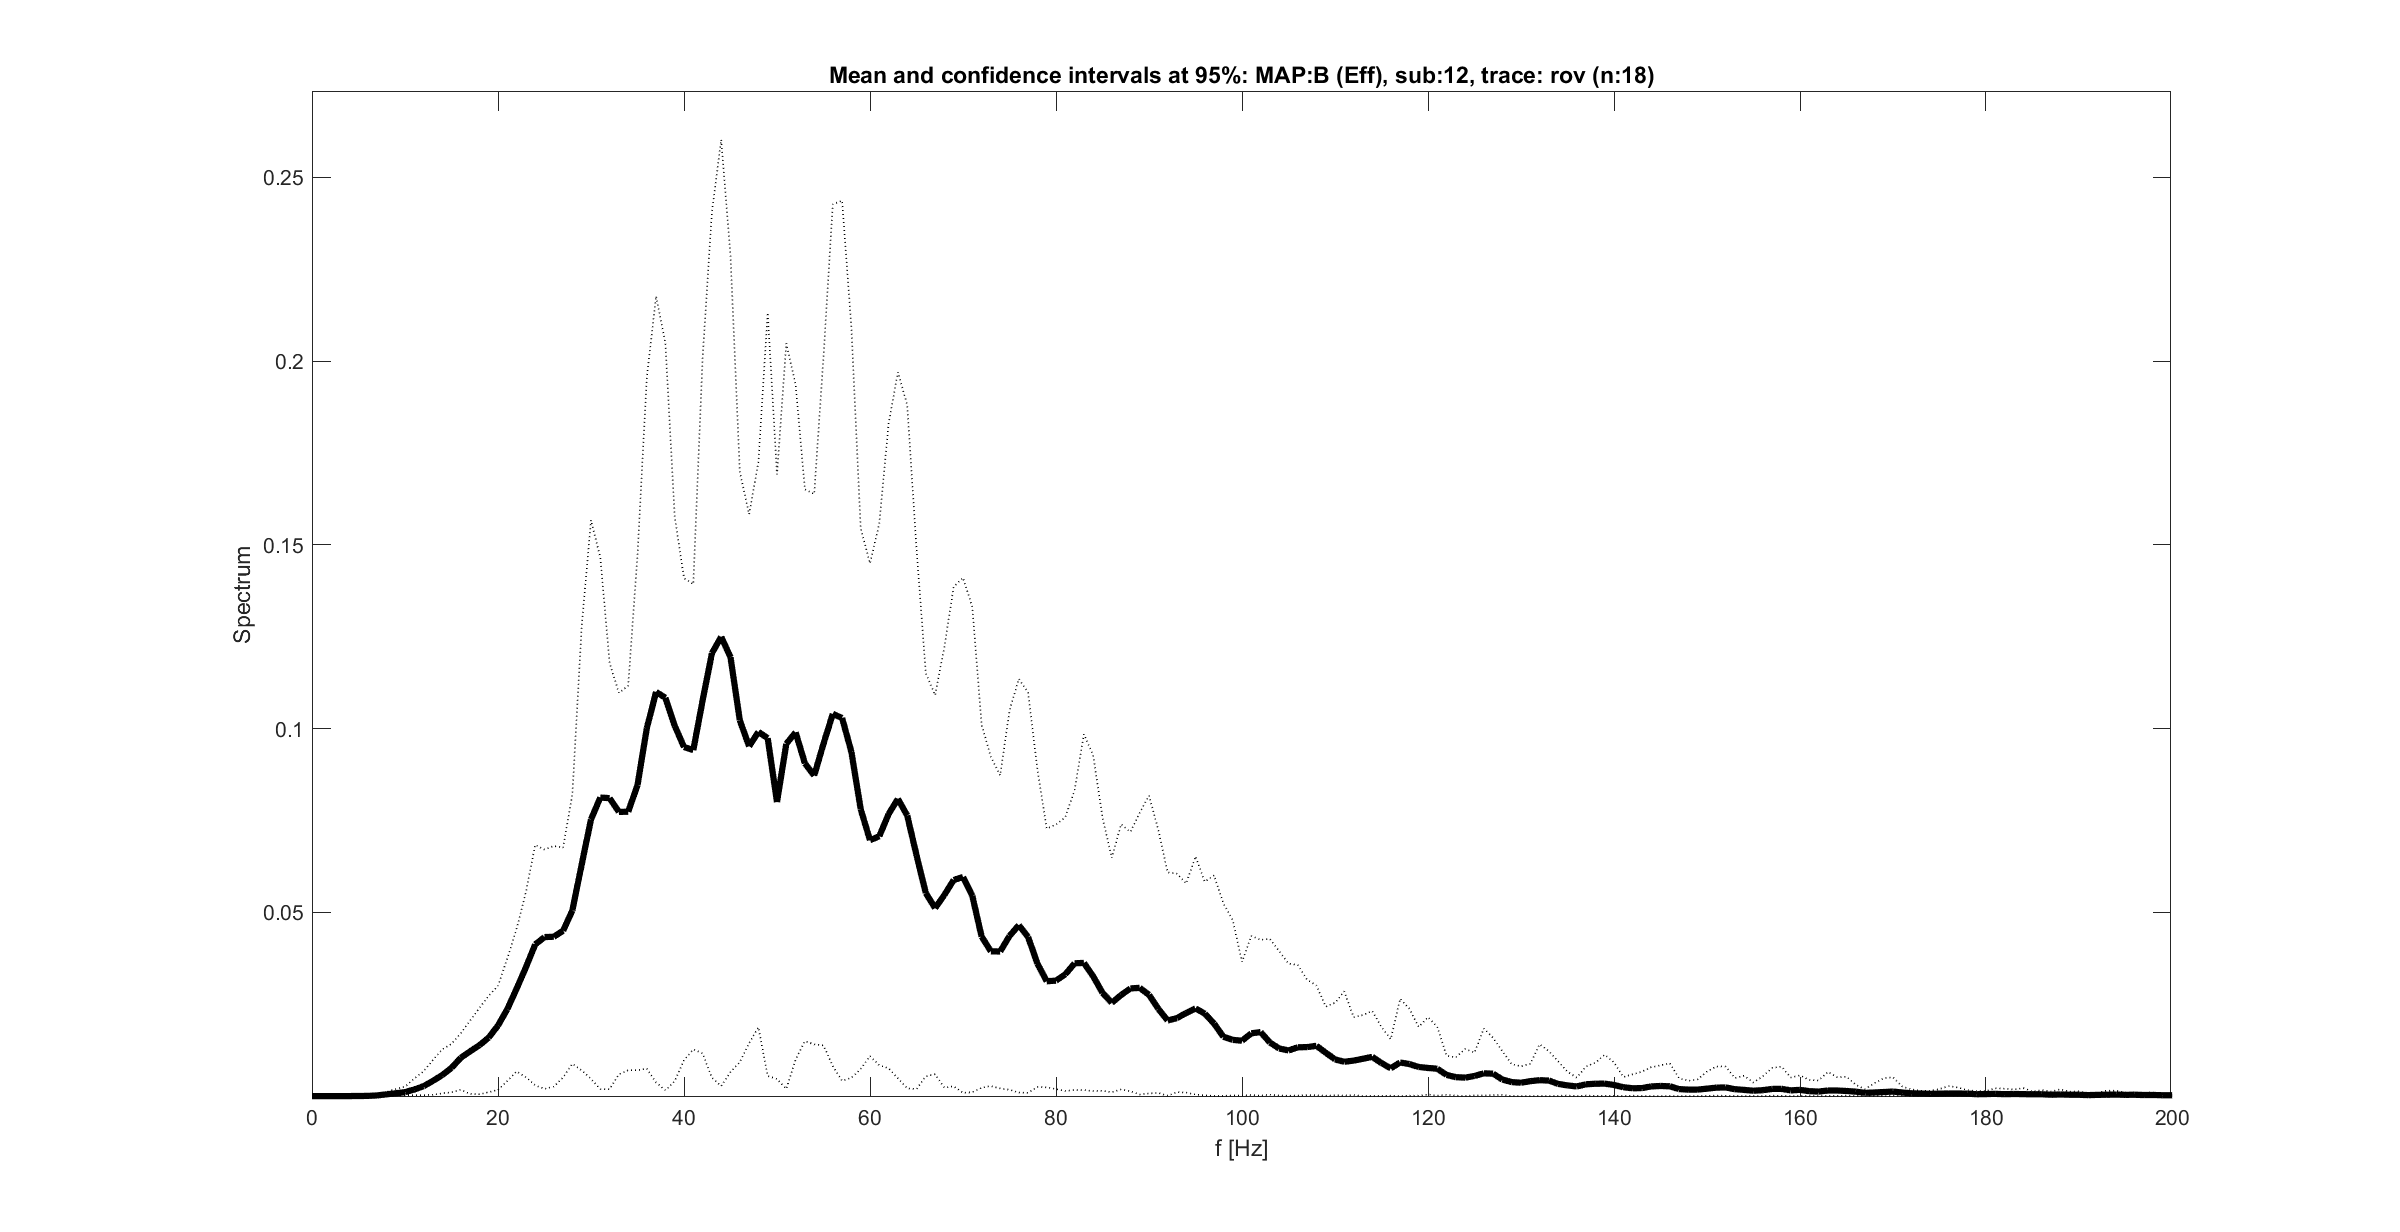 Mean and confidence intervals at 95%: MAP:B (Eff), sub:12, trace: rov (n:18)
0.25
0.2
0.15
0.1
0.05
Spectrum
0 20 40 60 80 100 120 140 160 180 200
f [Hz]